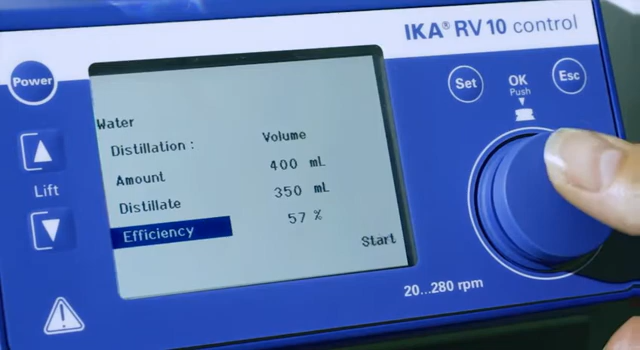 IKA® RV 10 control
Power
Set
OK
Push
Esc
Lift
Water
Distillation : Volume
Amount 400 mL
Distillate 350 mL
Efficiency 57 %
Start
20...280 rpm